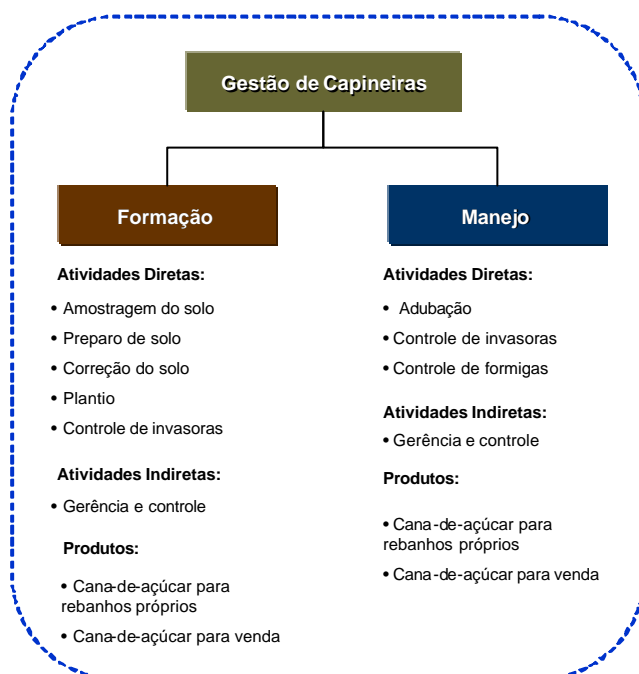 Gestão de Capineiras
Formação
Atividades Diretas:
• Amostragem do solo
• Preparo de solo
• Correção do solo
• Plantio
• Controle de invasoras
Atividades Indiretas:
• Gerência e controle
Produtos:
• Cana-de-açúcar para
rebanhos próprios
• Cana-de-açúcar para venda
Manejo
Atividades Diretas:
• Adubação
• Controle de invasoras
• Controle de formigas
Atividades Indiretas:
• Gerência e controle
Produtos:
• Cana-de-açúcar para
rebanhos próprios
• Cana-de-açúcar para venda